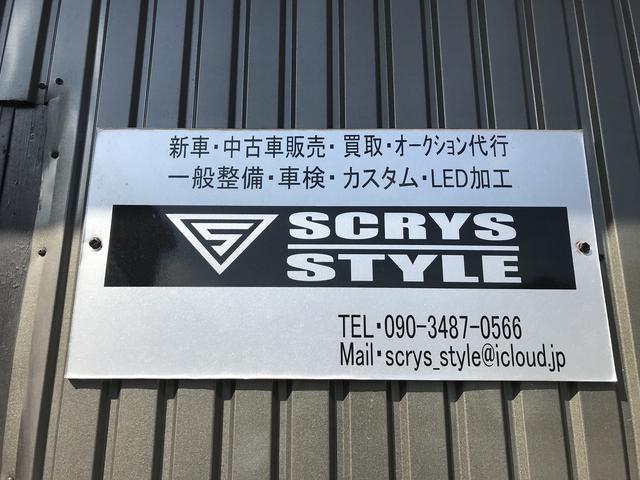 新車・中古車販売・買取・オークション代行
一般整備・車検・カスタム・LED加工
SCRYS
STYLE
TEL・090-3487-0566
Mail・scrys_style@icloud.jp